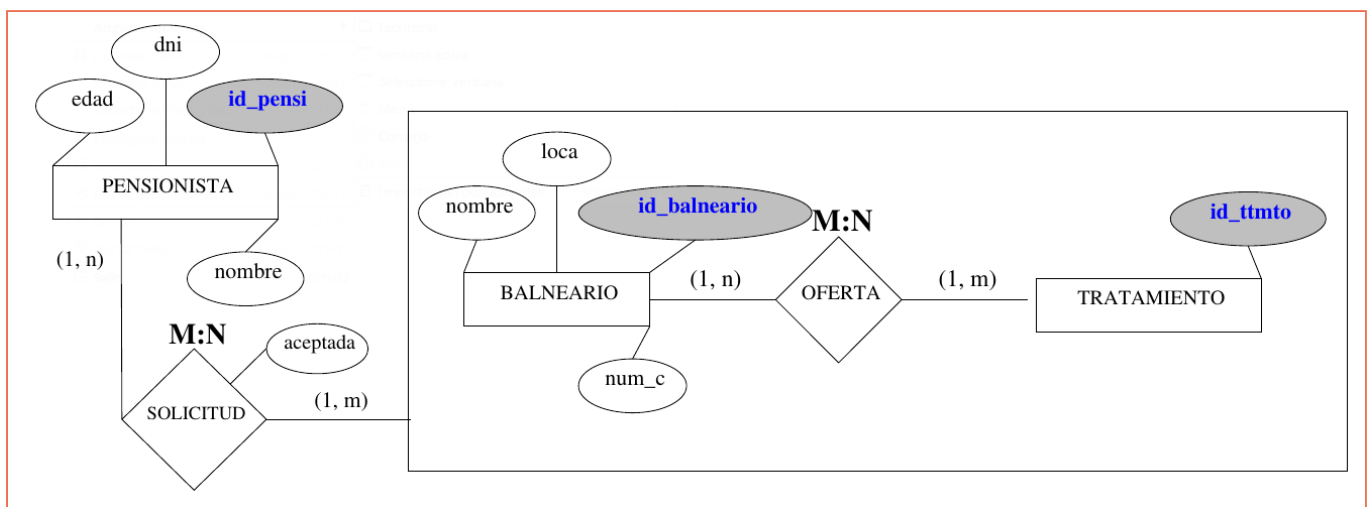 dni
edad
id_pensi
PENSIONISTA
(1, n)
nombre
M:N
aceptada
SOLICITUD
(1, m)
loca
nombre
id_balneario
M:N
id_ttmto
BALNEARIO
(1, n)
OFERTA
(1, m)
TRATAMIENTO
num_c